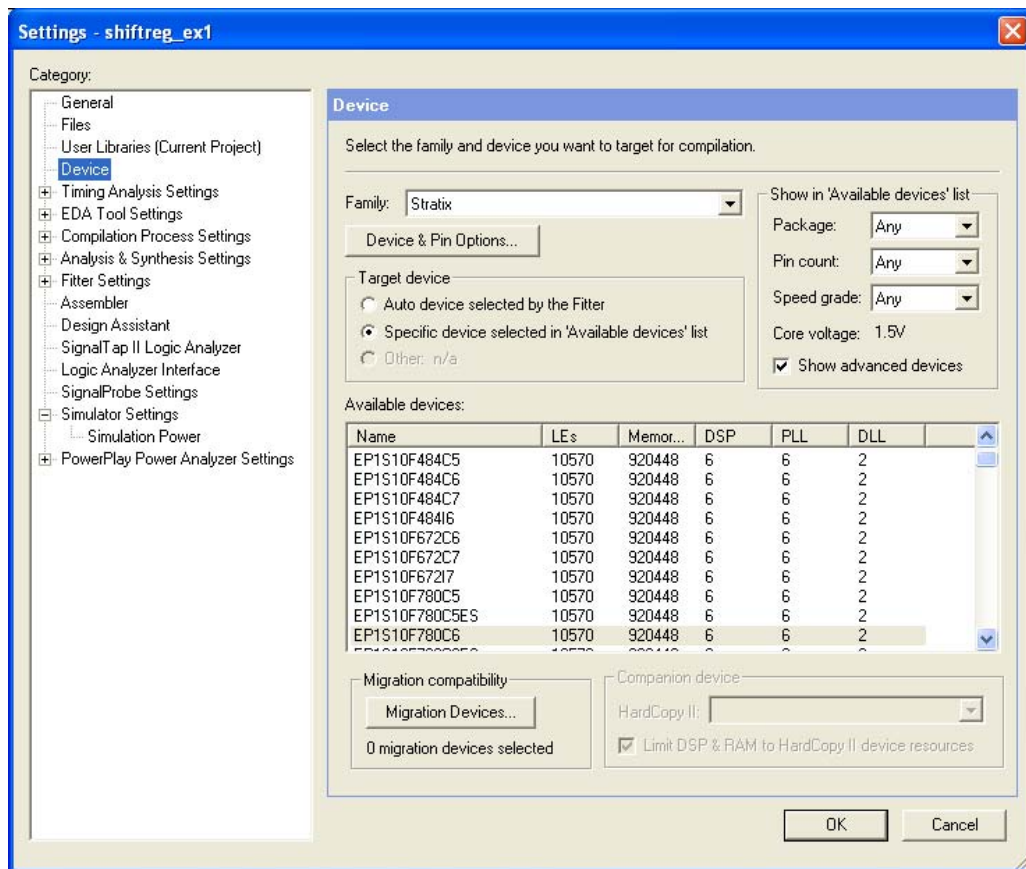 Settings - shiftreg_ex1
Category:
General
Files
User Libraries (Current Project)
Device
Timing Analysis Settings
EDA Tool Settings
Compilation Process Settings
Analysis & Synthesis Settings
Fitter Settings
Assembler
Design Assistant
SignalTap II Logic Analyzer
Logic Analyzer Interface
SignalProbe Settings
Simulator Settings
Simulation Power
PowerPlay Power Analyzer Settings
Device
Select the family and device you want to target for compilation.
Family: Stratix
Device & Pin Options...
Target device
Auto device selected by the Fitter
Specific device selected in 'Available devices' list
Other: n/a
Show in 'Available devices' list
Package: Any
Pin count: Any
Speed grade: Any
Core voltage: 1.5V
Show advanced devices
Available devices:
Name LEs Memor... DSP PLL DLL
EP1S10F484C5 10570 920448 6 6 2
EP1S10F484C6 10570 920448 6 6 2
EP1S10F484C7 10570 920448 6 6 2
EP1S10F484I6 10570 920448 6 6 2
EP1S10F672C6 10570 920448 6 6 2
EP1S10F672C7 10570 920448 6 6 2
EP1S10F672I7 10570 920448 6 6 2
EP1S10F780C5 10570 920448 6 6 2
EP1S10F780C5ES 10570 920448 6 6 2
EP1S10F780C6 10570 920448 6 6 2
Migration compatibility
Migration Devices...
0 migration devices selected
Companion device
HardCopy II:
Limit DSP & RAM to HardCopy II device resources
OK
Cancel